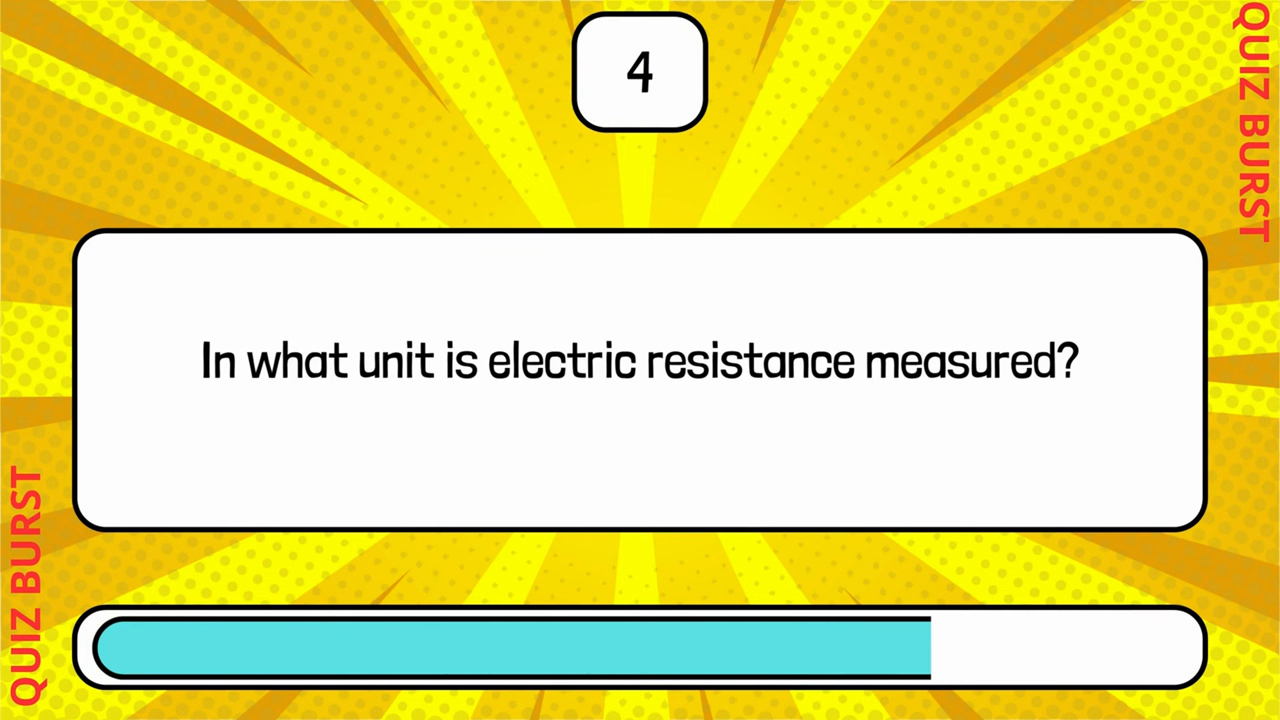 4
QUIZ BURST
In what unit is electric resistance measured?
QUIZ BURST